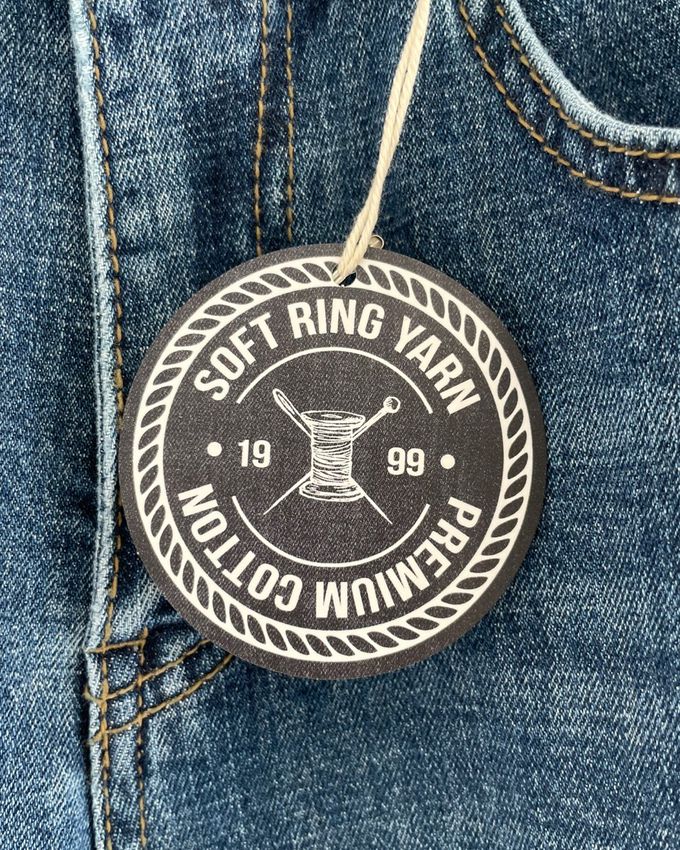 SOFT RING YARN
19 99
PREMIUM COTTON